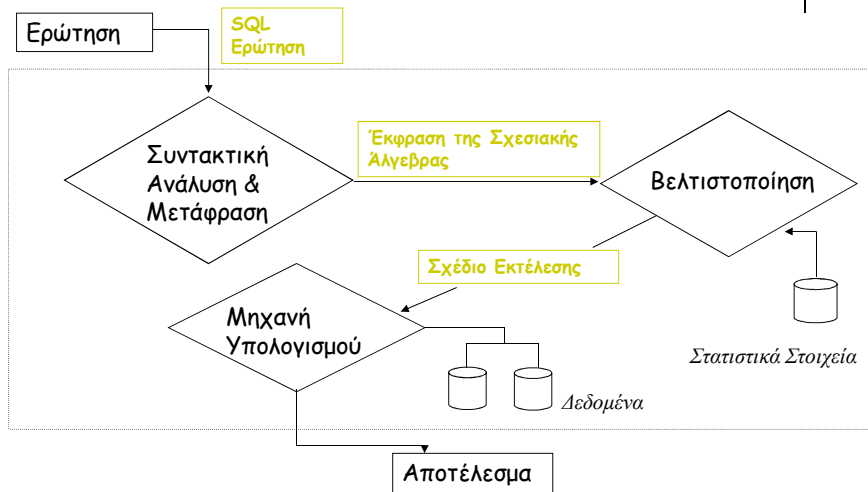 Ερώτηση
SQL
Ερώτηση
Συντακτική
Ανάλυση &
Μετάφραση
Έκφραση της Σχεσιακής
Άλγεβρας
Βελτιστοποίηση
Σχέδιο Εκτέλεσης
Μηχανή
Υπολογισμού
Στατιστικά Στοιχεία
Δεδομένα
Αποτέλεσμα